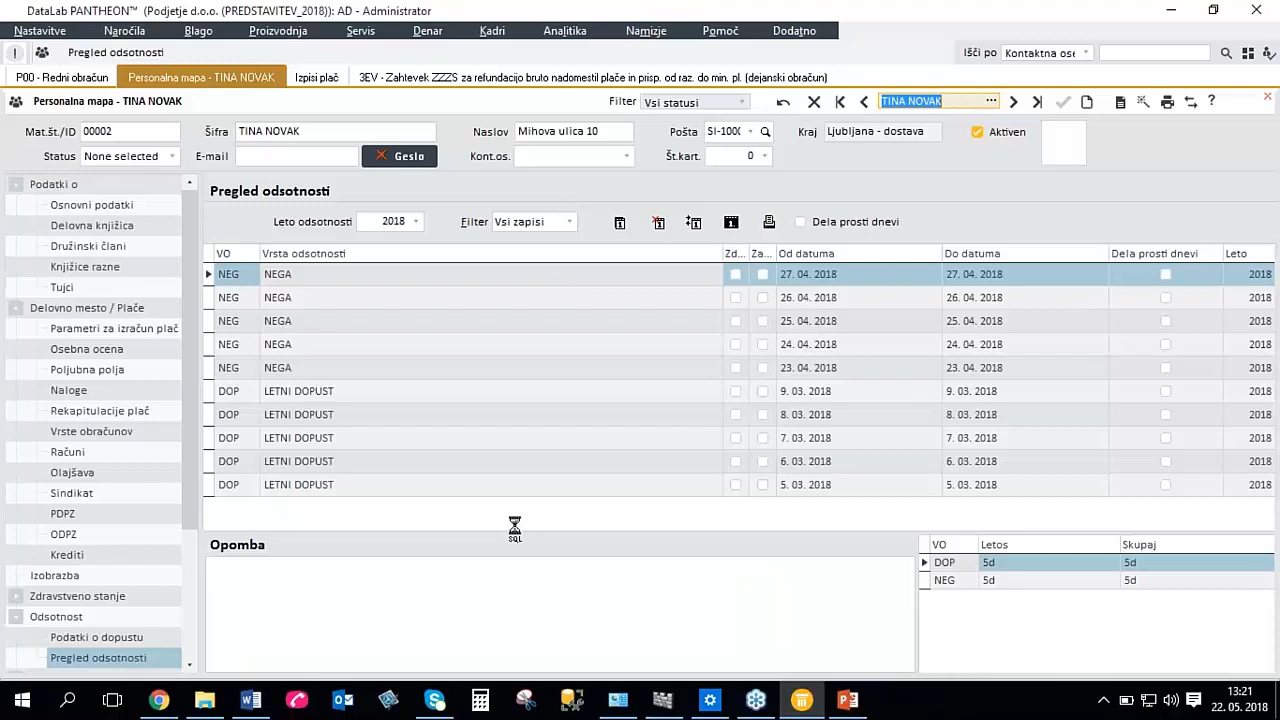 DataLab PANTHEON™ (Podjetje d.o.o. (PREDSTAVITEV_2018)): AD - Administrator
Nastavitve Naročila Blago Proizvodnja Servis Denar Kadri Analitika Namizje Pomoč Dodatno
Pregled odsotnosti Išči po Kontaktna ose
P00 - Redni obračun Personalna mapa - TINA NOVAK Izpisi plač 3EV - Zahtevek ZZZS za refundacijo bruto nadomestil plače in prisp. od raz. do min. pl. (dejanski obračun)
Personalna mapa - TINA NOVAK Filter Vsi statusi TINA NOVAK ...
Mat.št./ID 00002 Šifra TINA NOVAK Naslov Mihova ulica 10 Pošta SI-100( Kraj Ljubljana - dostava Aktiven
Status None selected E-mail Geslo Kont.os. Št.kart. 0
Podatki o
Osnovni podatki
Delovna knjižica
Družinski člani
Knjižice razne
Tujci
Delovno mesto / Plače
Parametri za izračun plač
Osebna ocena
Poljubna polja
Naloge
Rekapitulacije plač
Vrste obračunov
Računi
Olajšava
Sindikat
PDPZ
ODPZ
Krediti
Izobrazba
Zdravstveno stanje
Odsotnost
Podatki o dopustu
Pregled odsotnosti
Pregled odsotnosti
Leto odsotnosti 2018 Filter Vsi zapisi Dela prosti dnevi
VO Vrsta odsotnosti Zd... Za... Od datuma Do datuma Dela prosti dnevi Leto
NEG NEGA 27. 04. 2018 27. 04. 2018 2018
NEG NEGA 26. 04. 2018 26. 04. 2018 2018
NEG NEGA 25. 04. 2018 25. 04. 2018 2018
NEG NEGA 24. 04. 2018 24. 04. 2018 2018
NEG NEGA 23. 04. 2018 23. 04. 2018 2018
DOP LETNI DOPUST 9. 03. 2018 9. 03. 2018 2018
DOP LETNI DOPUST 8. 03. 2018 8. 03. 2018 2018
DOP LETNI DOPUST 7. 03. 2018 7. 03. 2018 2018
DOP LETNI DOPUST 6. 03. 2018 6. 03. 2018 2018
DOP LETNI DOPUST 5. 03. 2018 5. 03. 2018 2018
SQL
Opomba
VO Letos Skupaj
DOP 5d 5d
NEG 5d 5d
13:21
22. 05. 2018